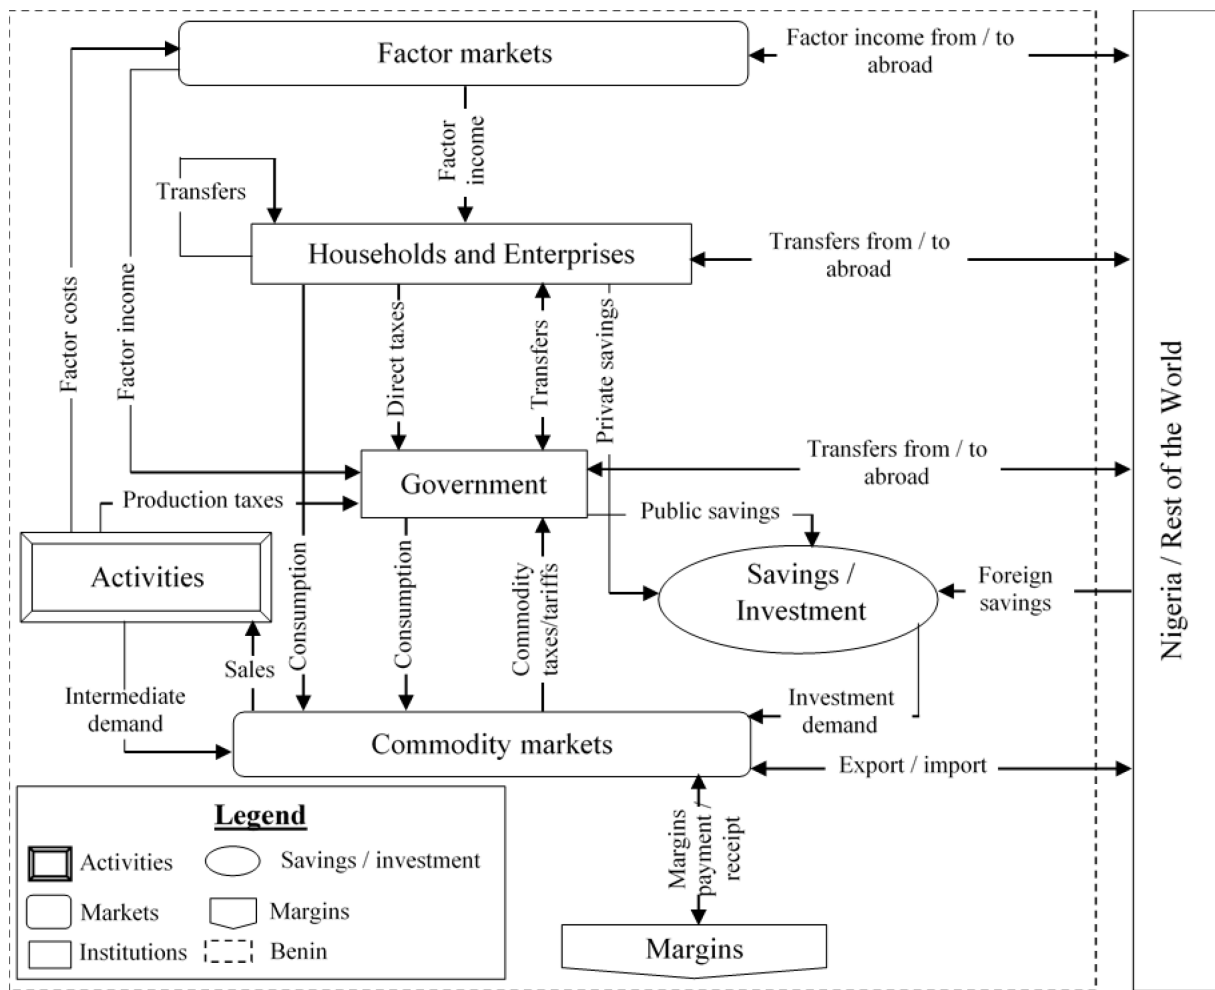 Factor markets
Factor income from / to
abroad
Factor
income
Transfers
Households and Enterprises
Transfers from / to
abroad
Factor costs
Factor income
Direct taxes
Transfers
Private savings
Nigeria / Rest of the World
Government
Transfers from / to
abroad
Production taxes
Public savings
Activities
Savings /
Investment
Foreign
savings
Consumption
Consumption
Commodity
taxes/tariffs
Sales
Intermediate
demand
Investment
demand
Commodity markets
Export / import
Margins
payment /
receipt
Margins
Legend
Activities
Savings / investment
Markets
Margins
Institutions
Benin